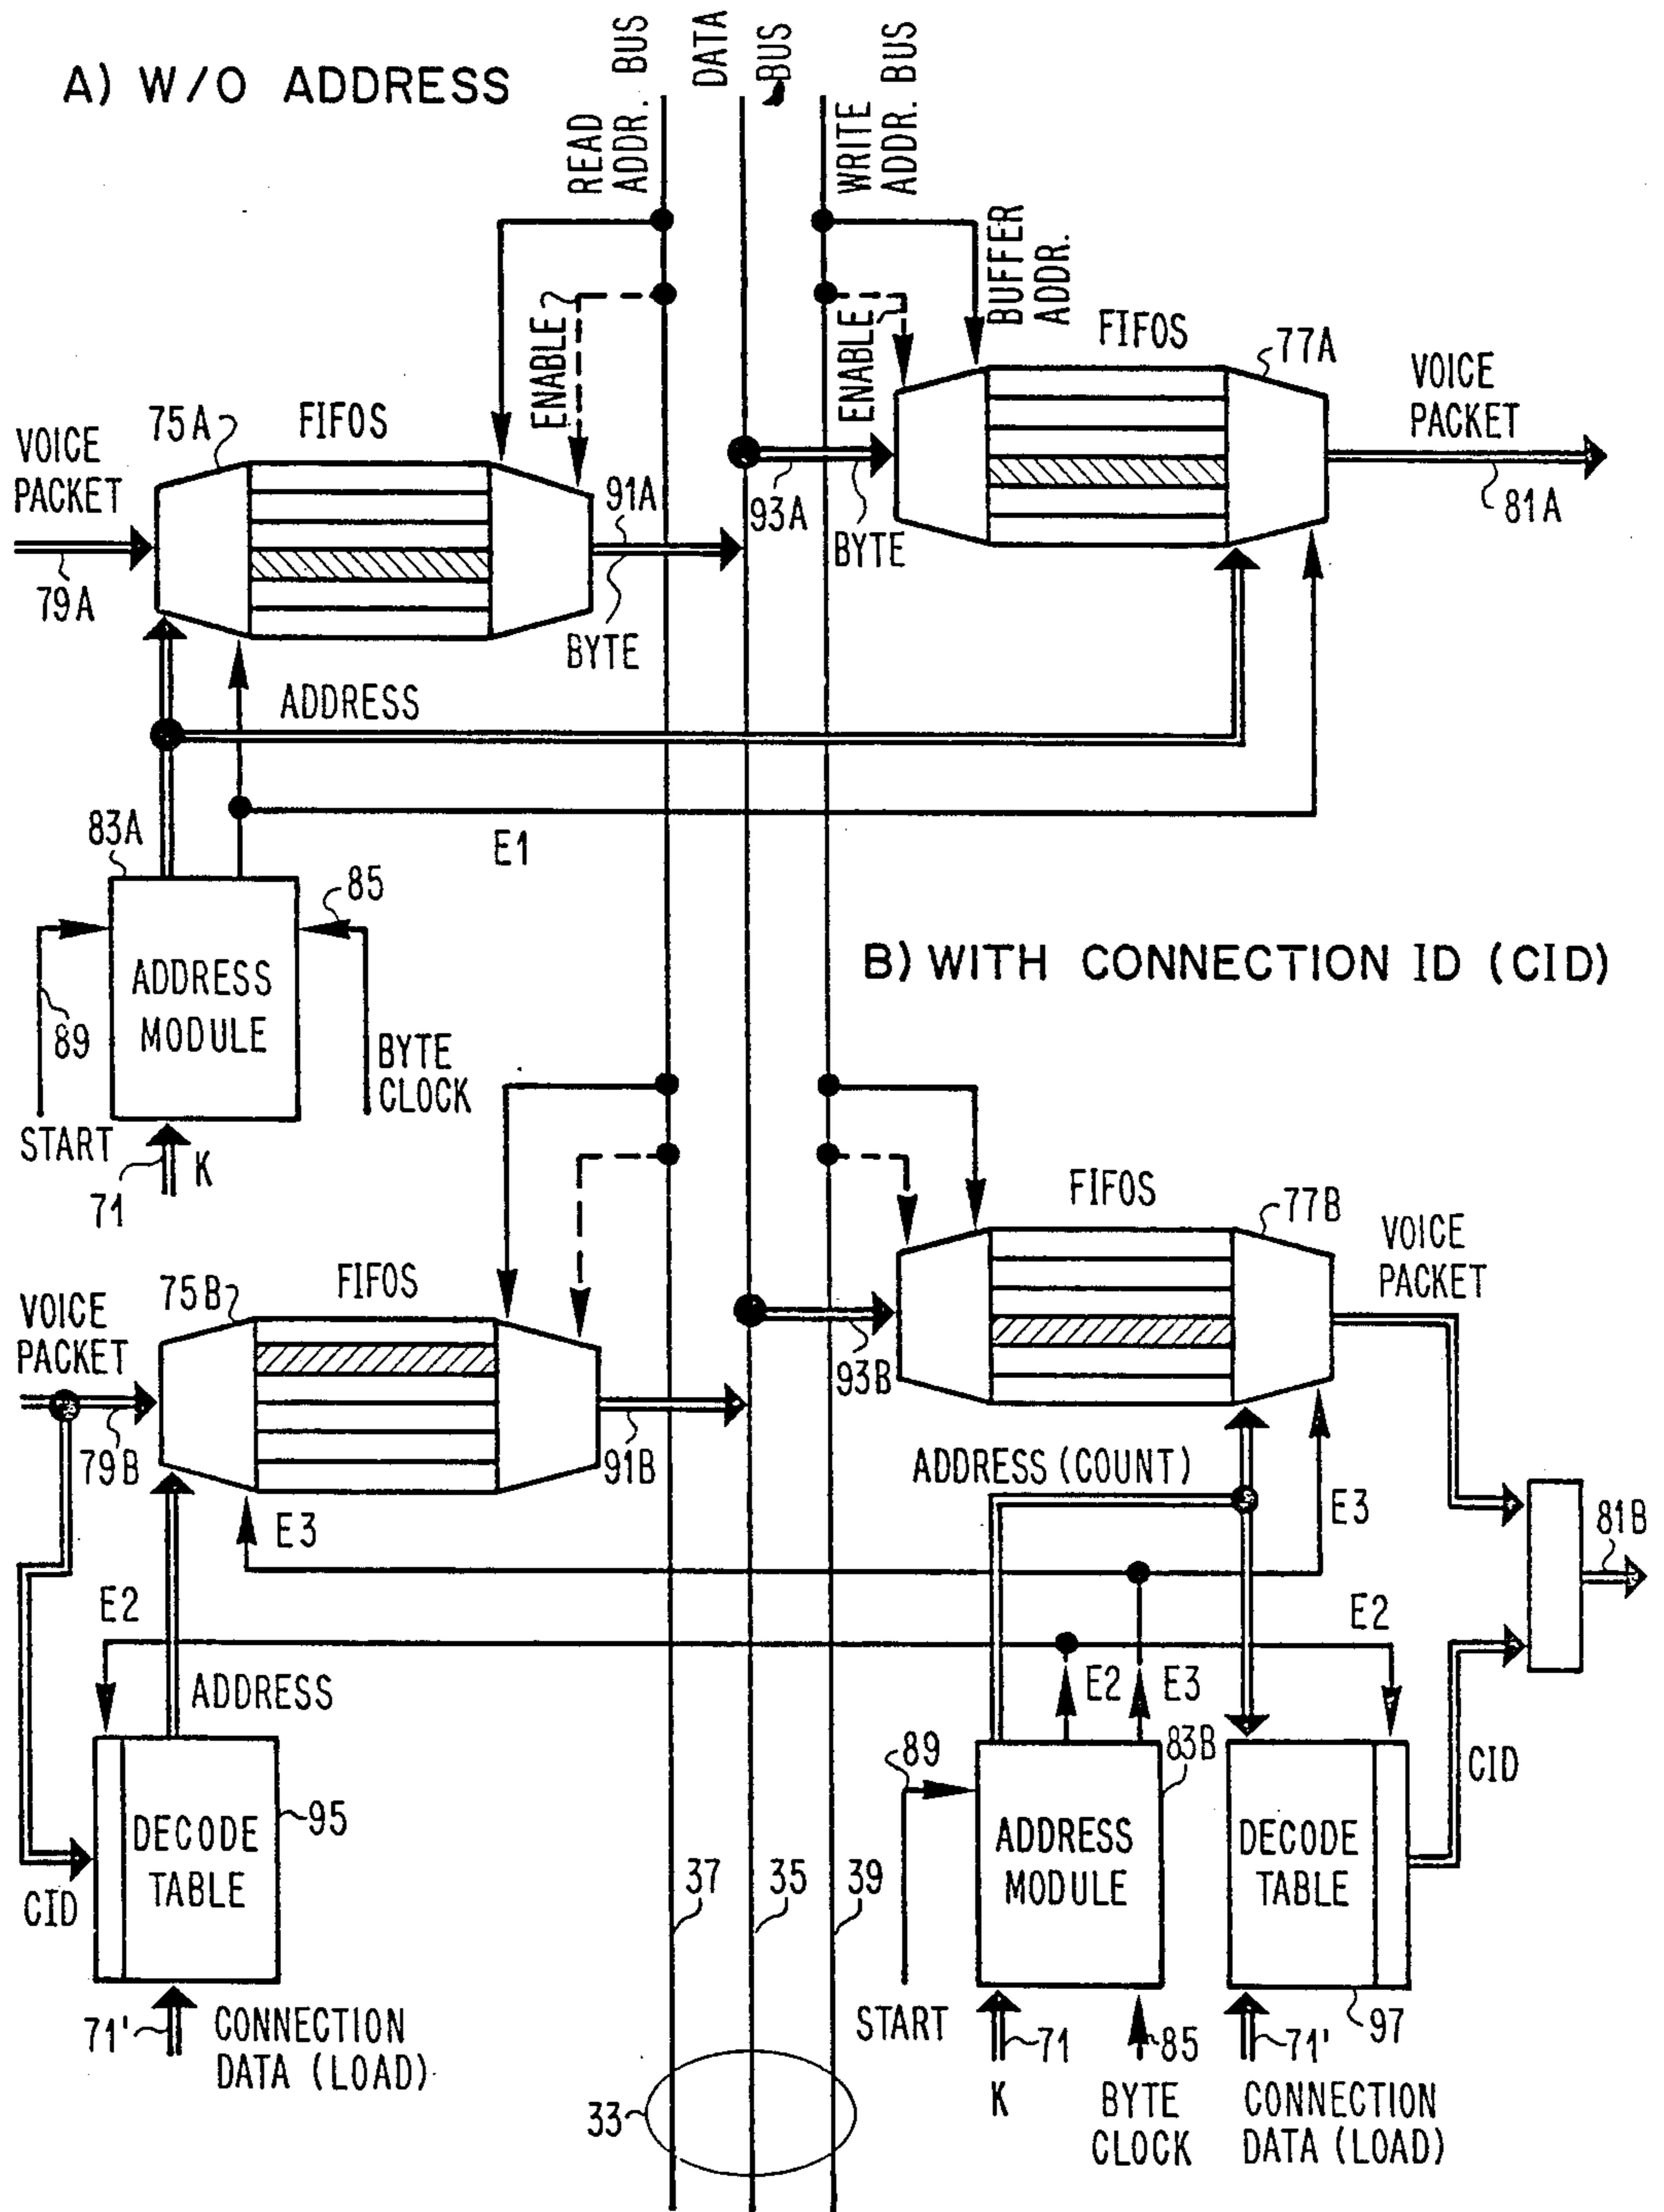 A) W/O ADDRESS
READ
ADDR. BUS
DATA
BUS
WRITE
ADDR. BUS
ENABLE
ENABLE
BUFFER
ADDR.
FIFOS
77A
VOICE
PACKET
81A
93A
BYTE
VOICE
PACKET
79A
75A
FIFOS
91A
BYTE
ADDRESS
E1
83A
85
ADDRESS
MODULE
89
START
BYTE
CLOCK
71
K
B) WITH CONNECTION ID (CID)
VOICE
PACKET
79B
75B
FIFOS
91B
FIFOS
77B
VOICE
PACKET
93B
ADDRESS (COUNT)
E3
E3
81B
E2
E2
ADDRESS
E2
E3
83B
89
CID
DECODE
TABLE
95
CID
37
35
39
ADDRESS
MODULE
DECODE
TABLE
97
START
71'
CONNECTION
DATA (LOAD)
33
71
K
85
BYTE
CLOCK
71'
CONNECTION
DATA (LOAD)